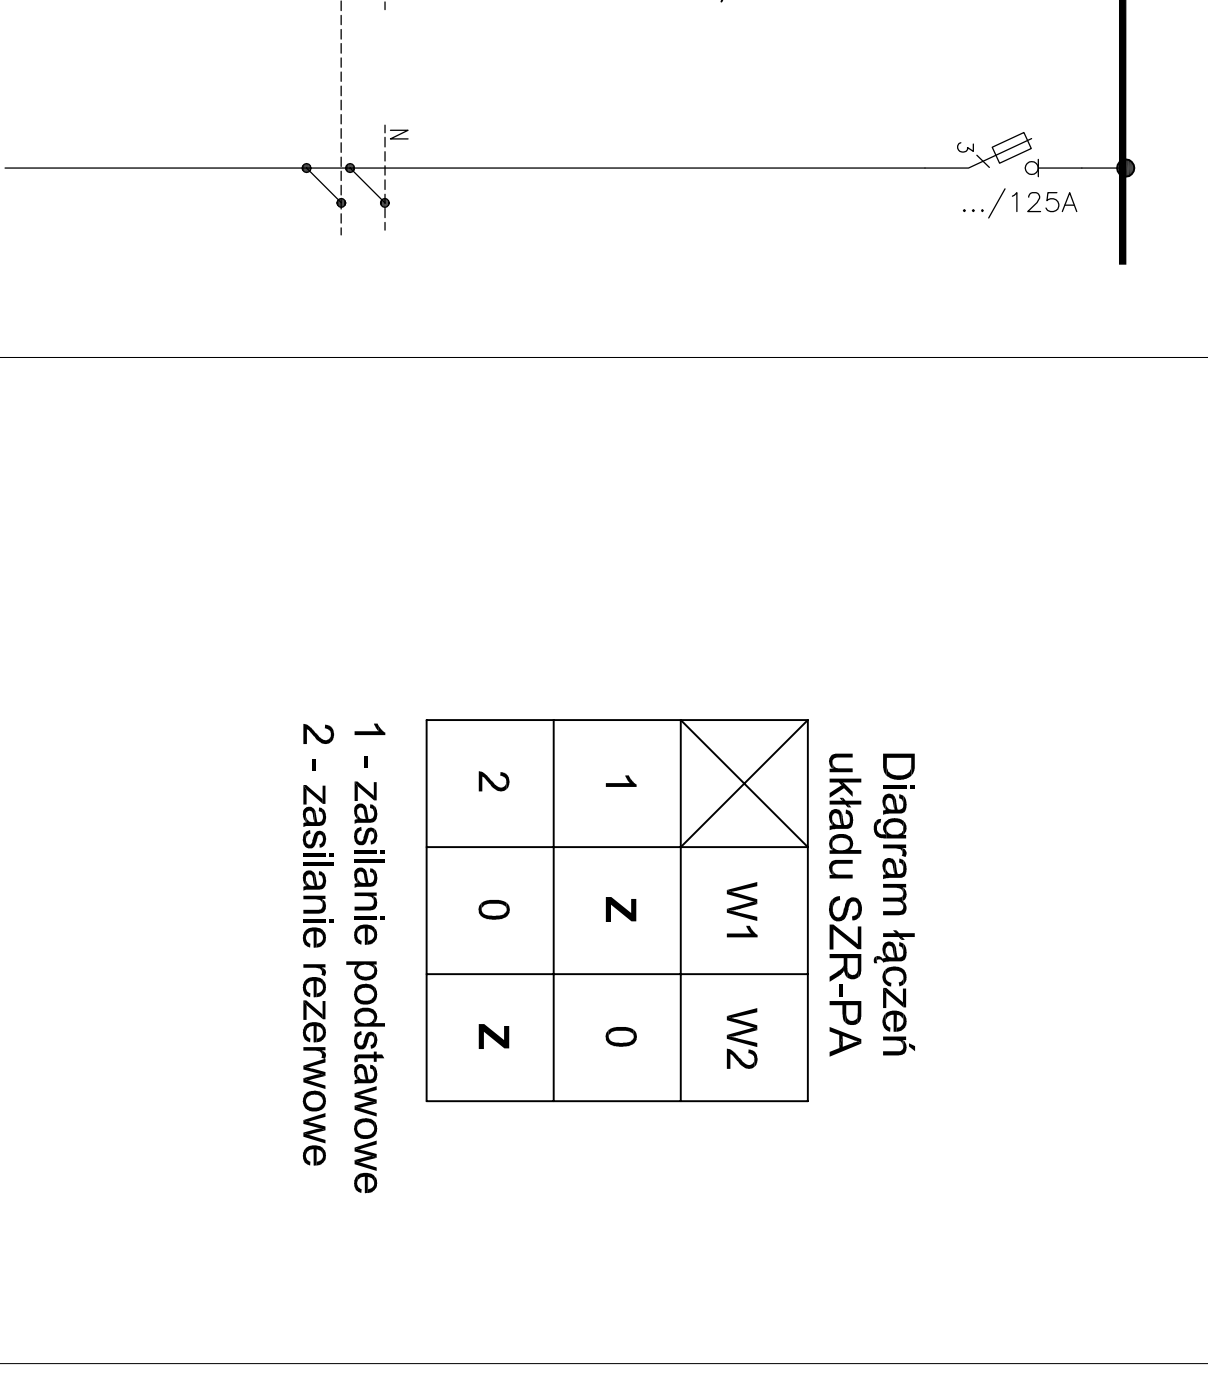 N
3
.../125A
Diagram łączeń
układu SZR-PA
W1 W2
1 Z 0
2 0 Z
1 - zasilanie podstawowe
2 - zasilanie rezerwowe